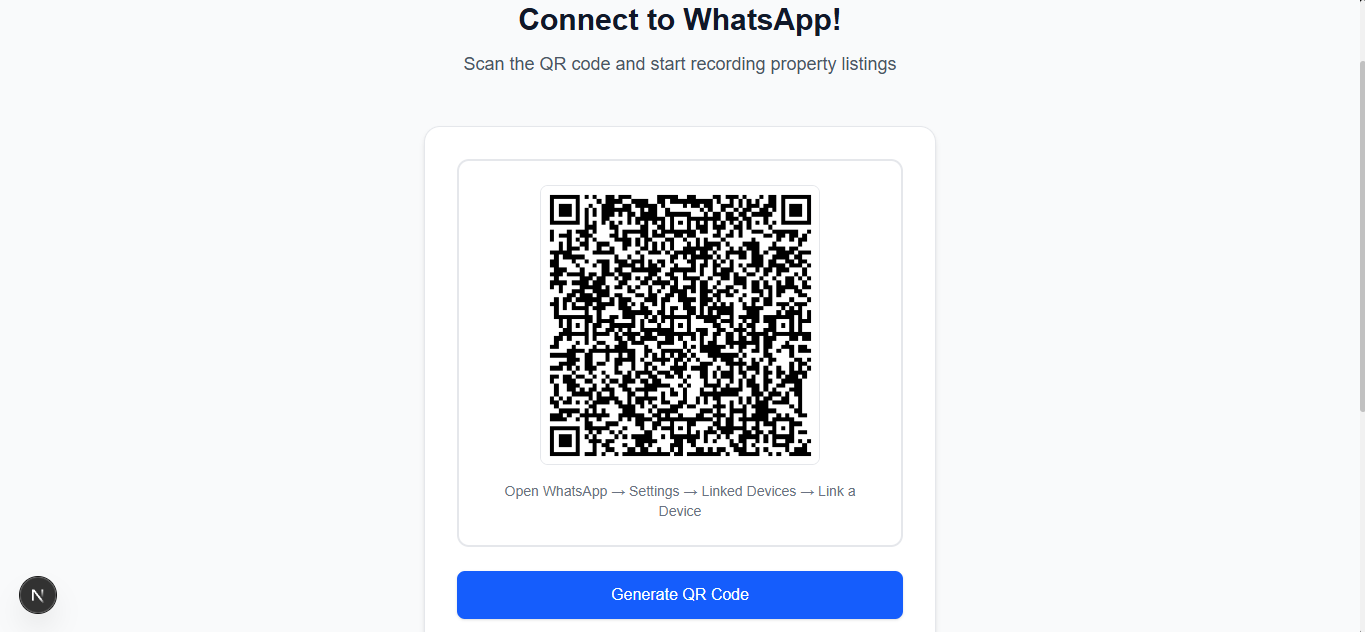 Connect to WhatsApp!
Scan the QR code and start recording property listings
Open WhatsApp → Settings → Linked Devices → Link a
Device
Generate QR Code
N